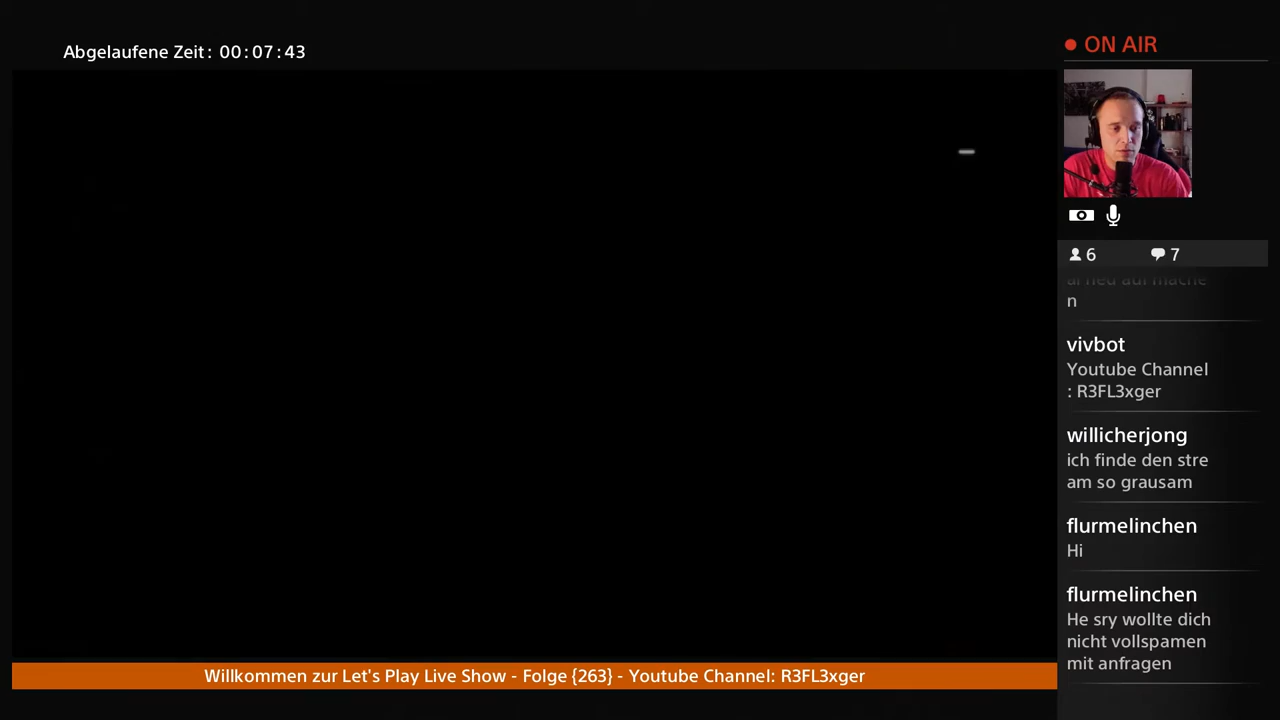 Abgelaufene Zeit: 00:07:43
ON AIR
6 7
n
vivbot
Youtube Channel
: R3FL3xger
willicherjong
ich finde den stre
am so grausam
flurmelinchen
Hi
flurmelinchen
He sry wollte dich
nicht vollspamen
mit anfragen
Willkommen zur Let's Play Live Show - Folge {263} - Youtube Channel: R3FL3xger